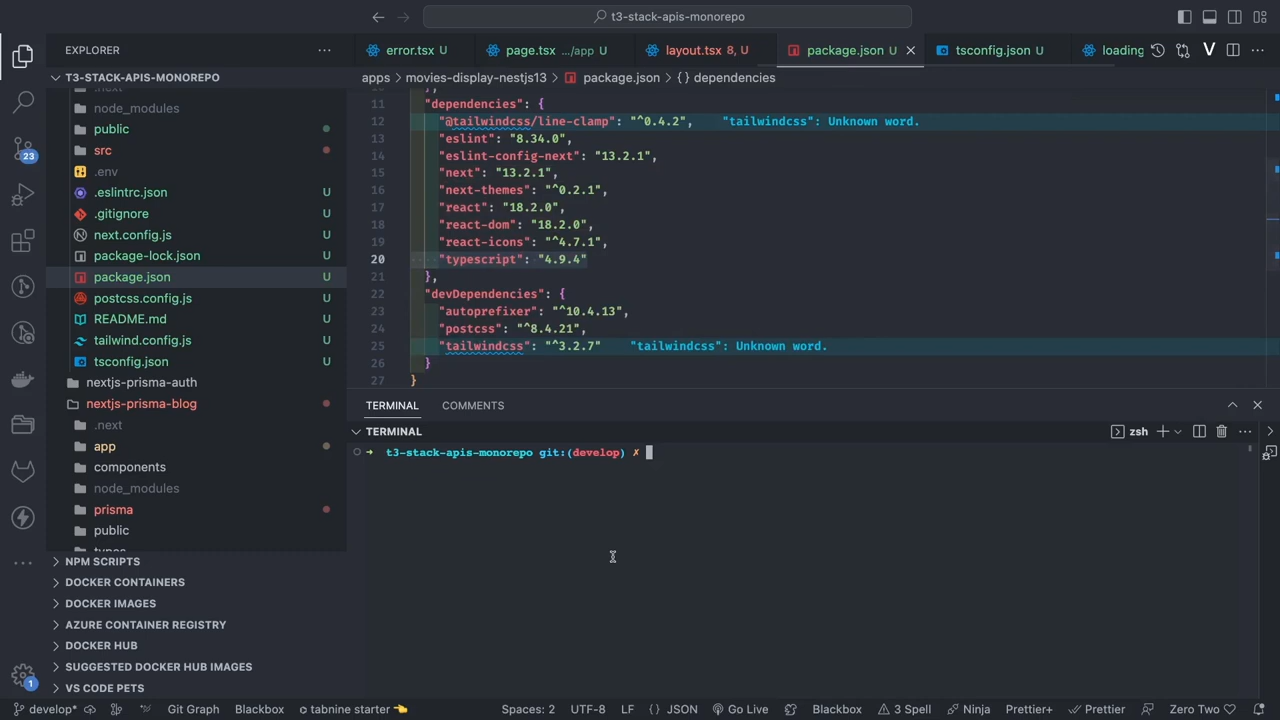 t3-stack-apis-monorepo
EXPLORER
error.tsx U
page.tsx .../app U
layout.tsx 8, U
package.json U
tsconfig.json U
loading
T3-STACK-APIS-MONOREPO
apps > movies-display-nestjs13 > package.json > {} dependencies
.next
node_modules
public
src
.env
.eslintrc.json U
.gitignore U
next.config.js U
package-lock.json U
package.json U
postcss.config.js U
README.md U
tailwind.config.js U
tsconfig.json U
nextjs-prisma-auth
nextjs-prisma-blog
.next
app
components
node_modules
prisma
public
types
NPM SCRIPTS
DOCKER CONTAINERS
DOCKER IMAGES
AZURE CONTAINER REGISTRY
DOCKER HUB
SUGGESTED DOCKER HUB IMAGES
VS CODE PETS
23
1
10 },
11 "dependencies": {
12 "@tailwindcss/line-clamp": "^0.4.2", "tailwindcss": Unknown word.
13 "eslint": "8.34.0",
14 "eslint-config-next": "13.2.1",
15 "next": "13.2.1",
16 "next-themes": "^0.2.1",
17 "react": "18.2.0",
18 "react-dom": "18.2.0",
19 "react-icons": "^4.7.1",
20 "typescript": "4.9.4"
21 },
22 "devDependencies": {
23 "autoprefixer": "^10.4.13",
24 "postcss": "^8.4.21",
25 "tailwindcss": "^3.2.7" "tailwindcss": Unknown word.
26 }
27 }
TERMINAL COMMENTS
TERMINAL
zsh
→ t3-stack-apis-monorepo git:(develop) ✗
develop* Git Graph Blackbox tabnine starter 👈 Spaces: 2 UTF-8 LF {} JSON Go Live Blackbox 3 Spell Ninja Prettier+ Prettier Zero Two